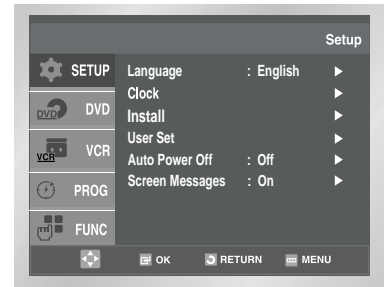 Setup
SETUP
Language : English ►
Clock ►
DVD
DVD
Install ►
User Set ►
VCR
VCR
Auto Power Off : Off ►
Screen Messages : On ►
PROG
FUNC
OK RETURN MENU